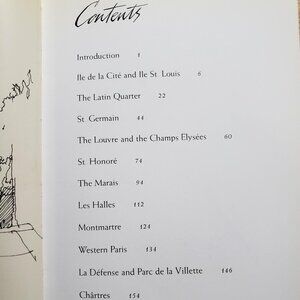 Contents
Introduction 1
Ile de la Cité and Ile St Louis 6
The Latin Quarter 22
St Germain 44
The Louvre and the Champs Elysées 60
St Honoré 74
The Marais 94
Les Halles 112
Montmartre 124
Western Paris 134
La Défense and Parc de la Villette 146
Chârtres 154